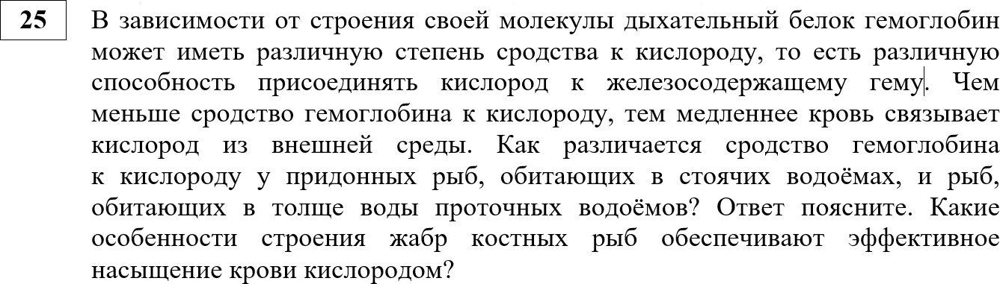 25 В зависимости от строения своей молекулы дыхательный белок гемоглобин
может иметь различную степень сродства к кислороду, то есть различную
способность присоединять кислород к железосодержащему гему. Чем
меньше сродство гемоглобина к кислороду, тем медленнее кровь связывает
кислород из внешней среды. Как различается сродство гемоглобина
к кислороду у придонных рыб, обитающих в стоячих водоёмах, и рыб,
обитающих в толще воды проточных водоёмов? Ответ поясните. Какие
особенности строения жабр костных рыб обеспечивают эффективное
насыщение крови кислородом?